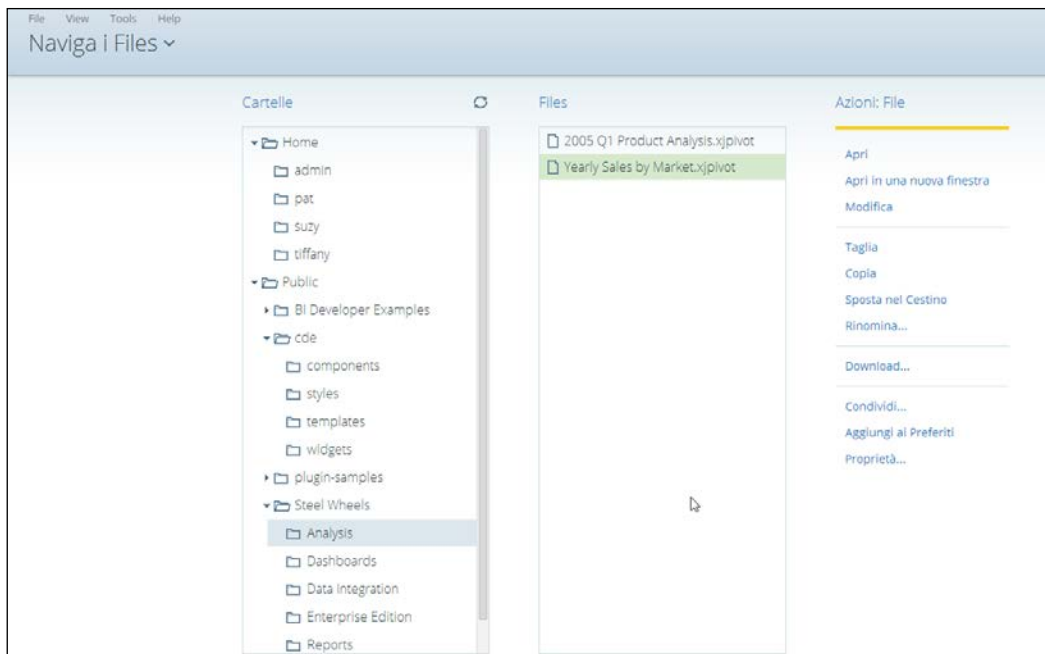 File View Tools Help
Naviga i Files
Cartelle
Home
admin
pat
suzy
tiffany
Public
BI Developer Examples
cde
components
styles
templates
widgets
plugin-samples
Steel Wheels
Analysis
Dashboards
Data Integration
Enterprise Edition
Reports
Files
2005 Q1 Product Analysis.xjpivot
Yearly Sales by Market.xjpivot
Azioni: File
Apri
Apri in una nuova finestra
Modifica
Taglia
Copia
Sposta nel Cestino
Rinomina...
Download...
Condividi...
Aggiungi ai Preferiti
Proprietà...